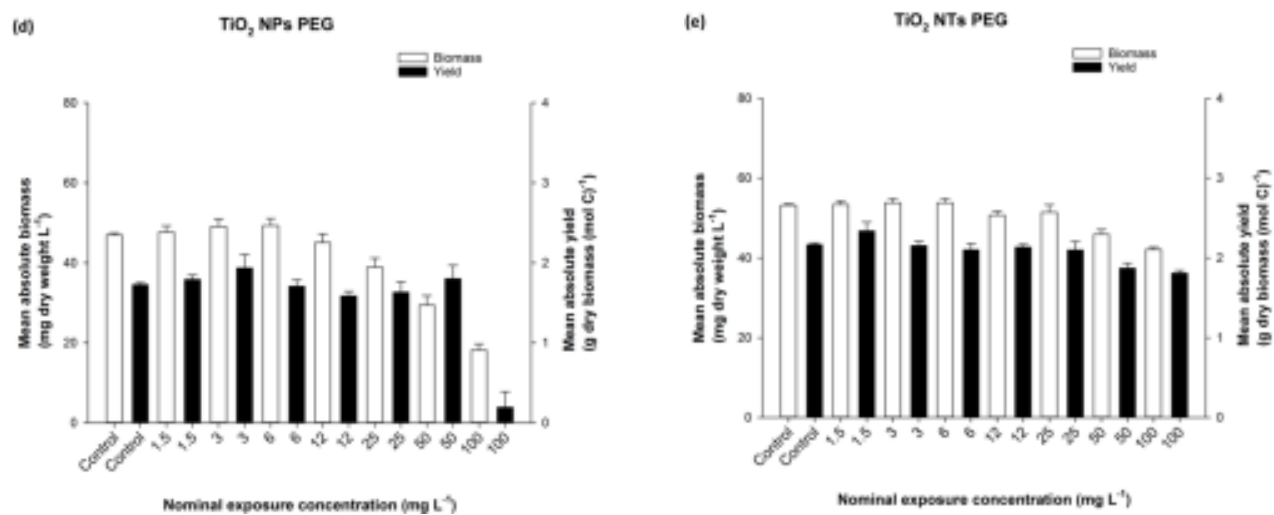 (d)
TiO2 NPs PEG
Biomass
Yield
Mean absolute biomass
(mg dry weight L⁻¹)
80
60
40
20
0
4
3
2
1
0
Mean absolute yield
(g dry biomass (mol C)⁻¹)
Control Control 1.5 1.5 3 3 6 6 12 12 25 25 50 50 100 100
Nominal exposure concentration (mg L⁻¹)
(e)
TiO2 NTs PEG
Biomass
Yield
Mean absolute biomass
(mg dry weight L⁻¹)
80
60
40
20
0
4
3
2
1
0
Mean absolute yield
(g dry biomass (mol C)⁻¹)
Control Control 1.5 1.5 3 3 6 6 12 12 25 25 50 50 100 100
Nominal exposure concentration (mg L⁻¹)